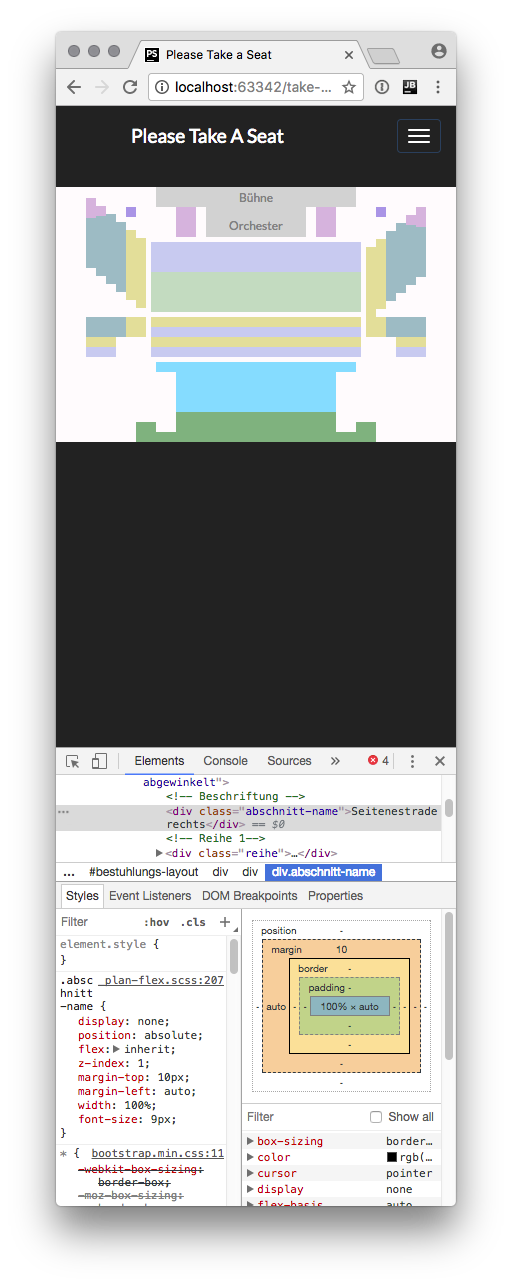 PS Please Take a Seat ×
localhost:63342/take-... JB
Please Take A Seat
Bühne
Orchester
Elements Console Sources » 4
abgewinkelt">
<!-- Beschriftung -->
… <div class="abschnitt-name">Seitenestrade
rechts</div> == $0
<!-- Reihe 1-->
▶<div class="reihe">…</div>
... #bestuhlungs-layout div div div.abschnitt-name
Styles Event Listeners DOM Breakpoints Properties
Filter :hov .cls +
element.style {
}
.absc _plan-flex.scss:207
hnitt
-name {
display: none;
position: absolute;
flex:▶ inherit;
z-index: 1;
margin-top: 10px;
margin-left: auto;
width: 100%;
font-size: 9px;
}
* { bootstrap.min.css:11
-webkit-box-sizing:
border-box;
-moz-box-sizing:
position -
margin 10
border -
padding -
- auto - - 100% × auto - - - -
-
-
-
-
Filter Show all
▶ box-sizing border…
▶ color rgb(…
▶ cursor pointer
▶ display none
▶ flex-basis auto